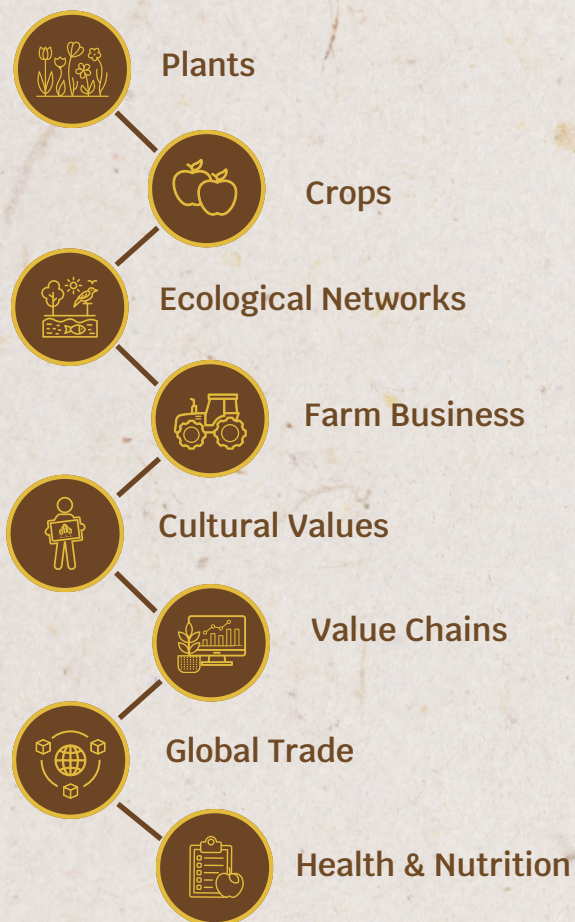 Plants
Crops
Ecological Networks
Farm Business
Cultural Values
Value Chains
Global Trade
Health & Nutrition